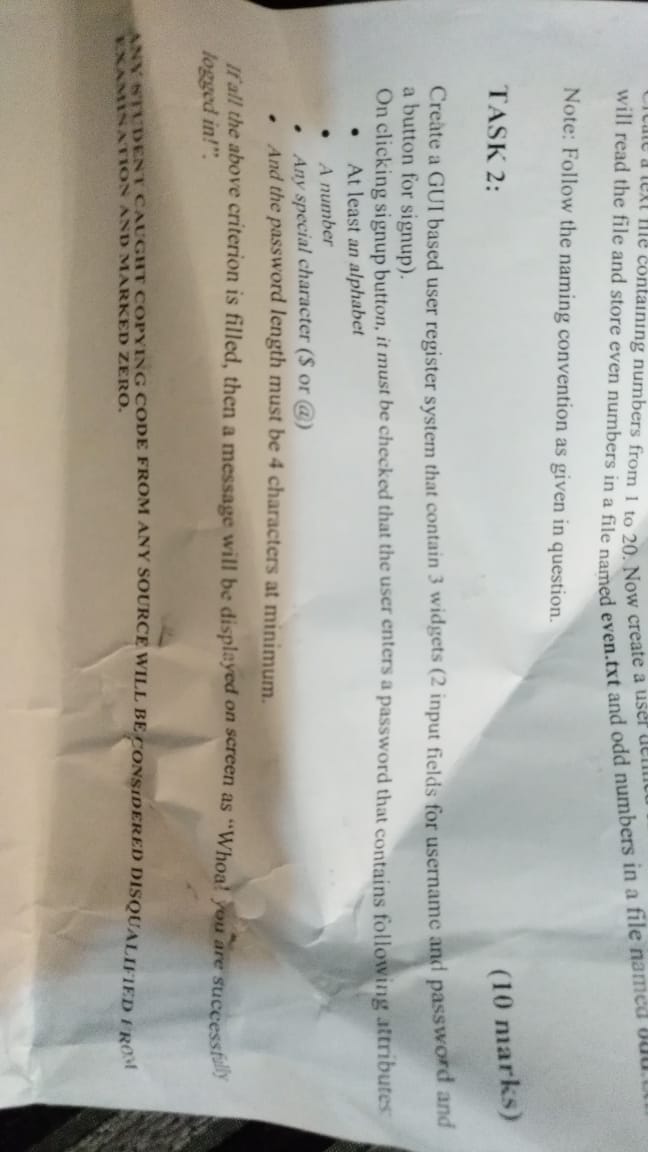 Create a text file containing numbers from 1 to 20. Now create a user
will read the file and store even numbers in a file named even.txt and odd numbers in a file named
Note: Follow the naming convention as given in question.
TASK 2: (10 marks)
Create a GUI based user register system that contain 3 widgets (2 input fields for username and password and
a button for signup).
On clicking signup button, it must be checked that the user enters a password that contains following attributes
• At least an alphabet
• A number
• Any special character ($ or @)
• And the password length must be 4 characters at minimum.
If all the above criterion is filled, then a message will be displayed on screen as “Whoa! you are successfully
logged in!”.
ANY STUDENT CAUGHT COPYING CODE FROM ANY SOURCE WILL BE CONSIDERED DISQUALIFIED FROM
EXAMINATION AND MARKED ZERO.